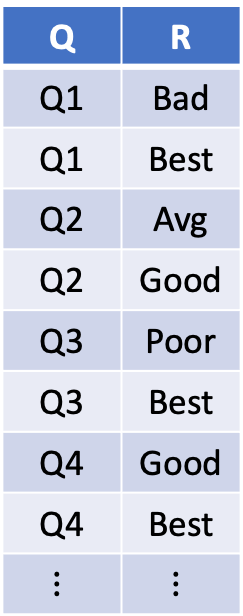 Q R
Q1 Bad
Q1 Best
Q2 Avg
Q2 Good
Q3 Poor
Q3 Best
Q4 Good
Q4 Best
⋮ ⋮